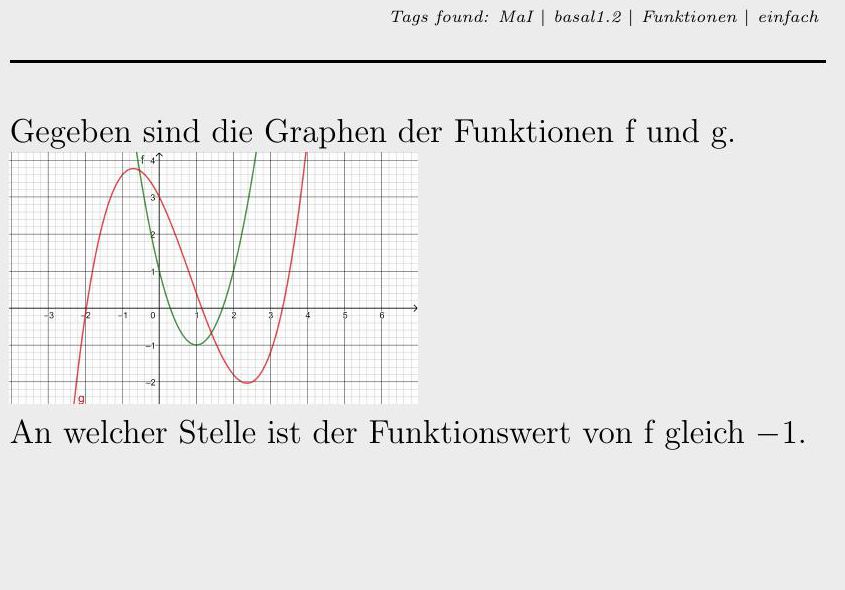 Tags found: MaI | basal1.2 | Funktionen | einfach
Gegeben sind die Graphen der Funktionen f und g.
f 4
3
2
1
−3 −2 −1 0 1 2 3 4 5 6
−1
−2
g
An welcher Stelle ist der Funktionswert von f gleich −1.